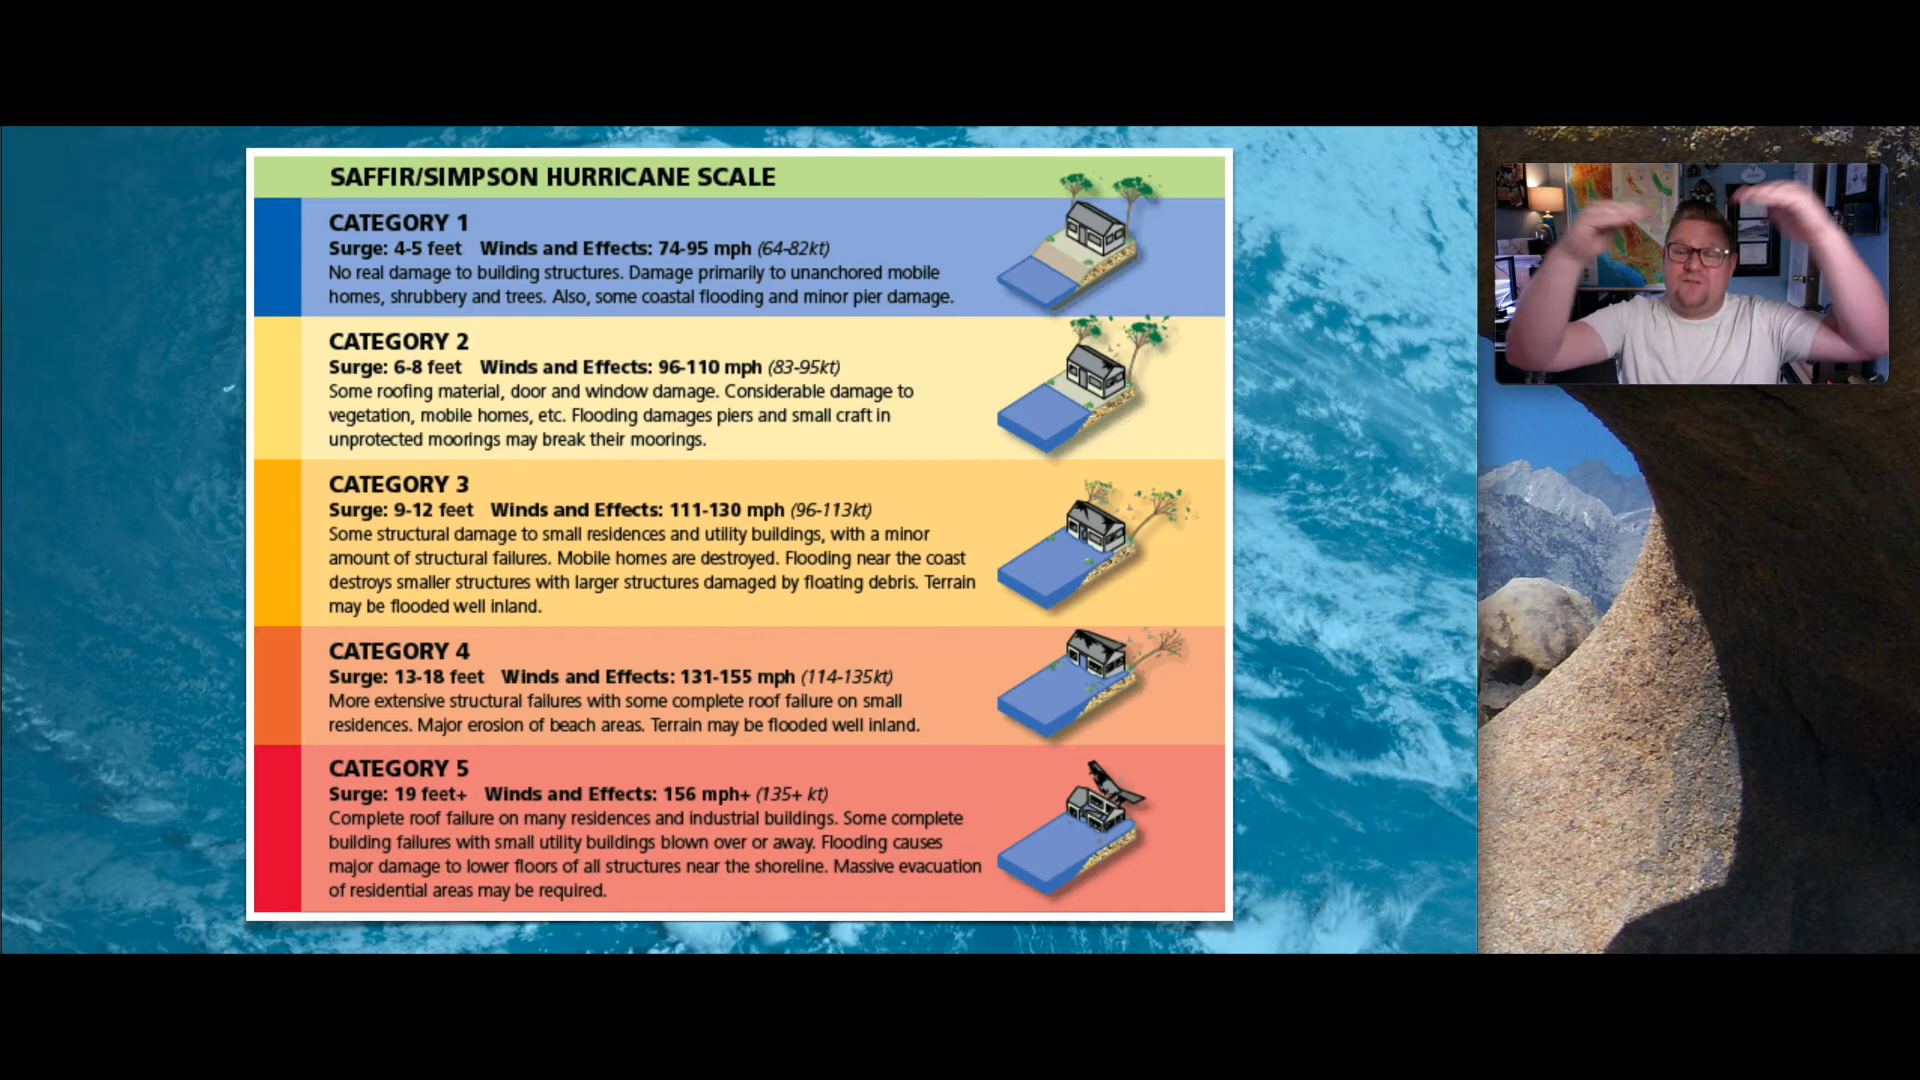 SAFFIR/SIMPSON HURRICANE SCALE
CATEGORY 1
Surge: 4-5 feet Winds and Effects: 74-95 mph (64-82kt)
No real damage to building structures. Damage primarily to unanchored mobile
homes, shrubbery and trees. Also, some coastal flooding and minor pier damage.
CATEGORY 2
Surge: 6-8 feet Winds and Effects: 96-110 mph (83-95kt)
Some roofing material, door and window damage. Considerable damage to
vegetation, mobile homes, etc. Flooding damages piers and small craft in
unprotected moorings may break their moorings.
CATEGORY 3
Surge: 9-12 feet Winds and Effects: 111-130 mph (96-113kt)
Some structural damage to small residences and utility buildings, with a minor
amount of structural failures. Mobile homes are destroyed. Flooding near the coast
destroys smaller structures with larger structures damaged by floating debris. Terrain
may be flooded well inland.
CATEGORY 4
Surge: 13-18 feet Winds and Effects: 131-155 mph (114-135kt)
More extensive structural failures with some complete roof failure on small
residences. Major erosion of beach areas. Terrain may be flooded well inland.
CATEGORY 5
Surge: 19 feet+ Winds and Effects: 156 mph+ (135+ kt)
Complete roof failure on many residences and industrial buildings. Some complete
building failures with small utility buildings blown over or away. Flooding causes
major damage to lower floors of all structures near the shoreline. Massive evacuation
of residential areas may be required.